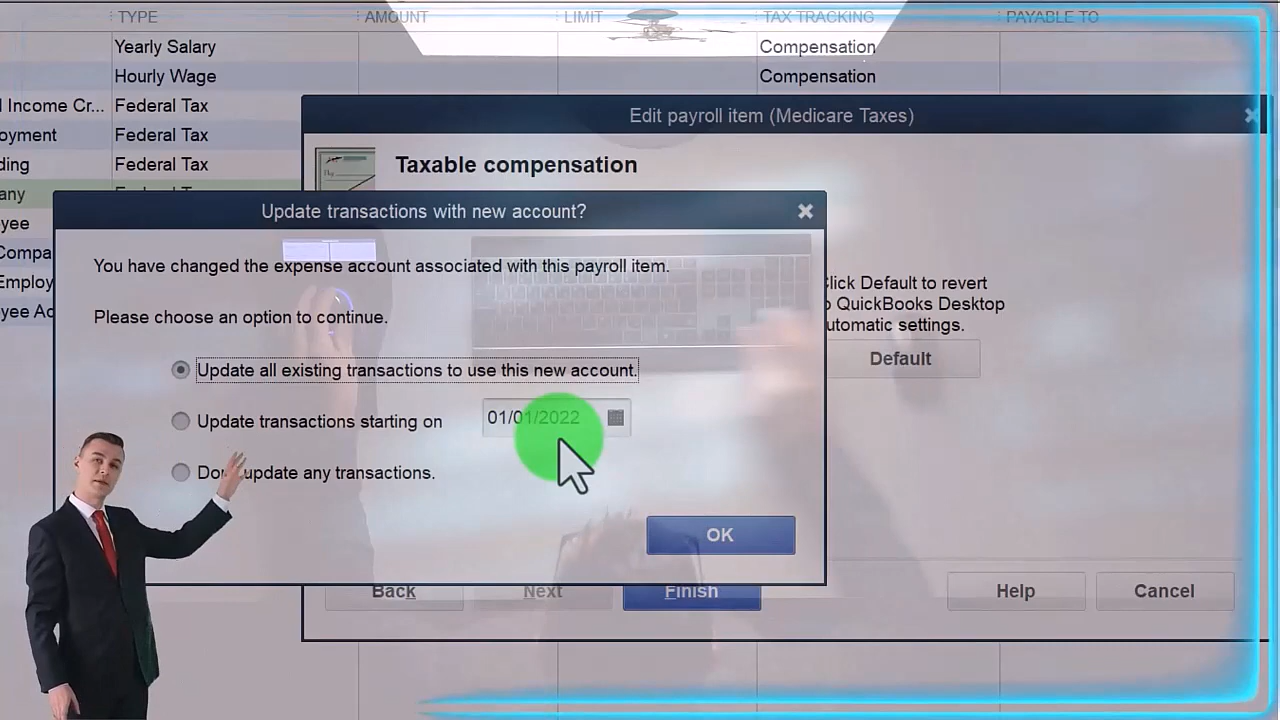 TYPE AMOUNT LIMIT TAX TRACKING PAYABLE TO
Yearly Salary Compensation
Hourly Wage Compensation
l Income Cr... Federal Tax
oyment Federal Tax
ding Federal Tax
any Federal Tax
yee
Compa
Employ
yee Ad
Edit payroll item (Medicare Taxes)
Taxable compensation
Update transactions with new account?
You have changed the expense account associated with this payroll item.
Please choose an option to continue.
Update all existing transactions to use this new account.
Update transactions starting on 01/01/2022
update any transactions.
OK
lick Default to revert
QuickBooks Desktop
utomatic settings.
Default
Back Next Finish Help Cancel